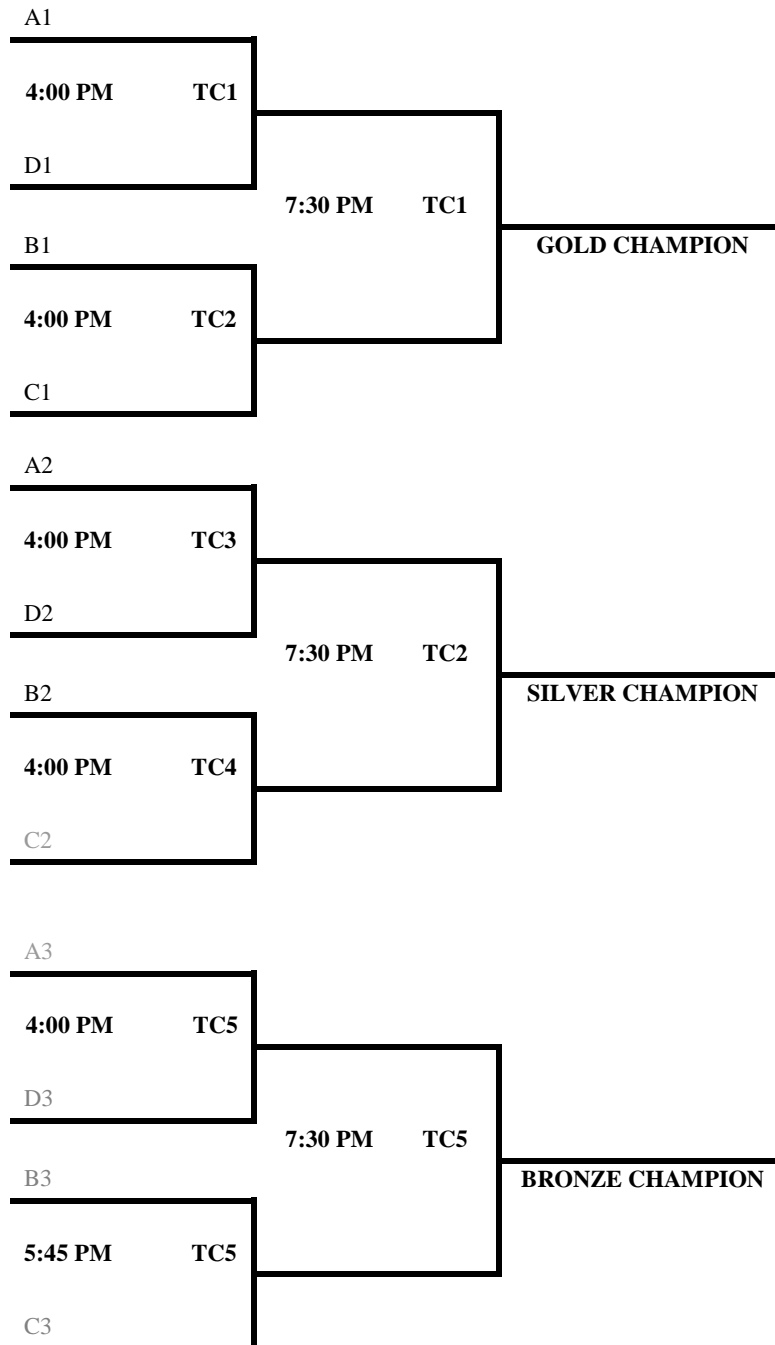 A1
4:00 PM TC1
D1
7:30 PM TC1
B1
GOLD CHAMPION
4:00 PM TC2
C1
A2
4:00 PM TC3
D2
7:30 PM TC2
B2
SILVER CHAMPION
4:00 PM TC4
C2
A3
4:00 PM TC5
D3
7:30 PM TC5
B3
BRONZE CHAMPION
5:45 PM TC5
C3